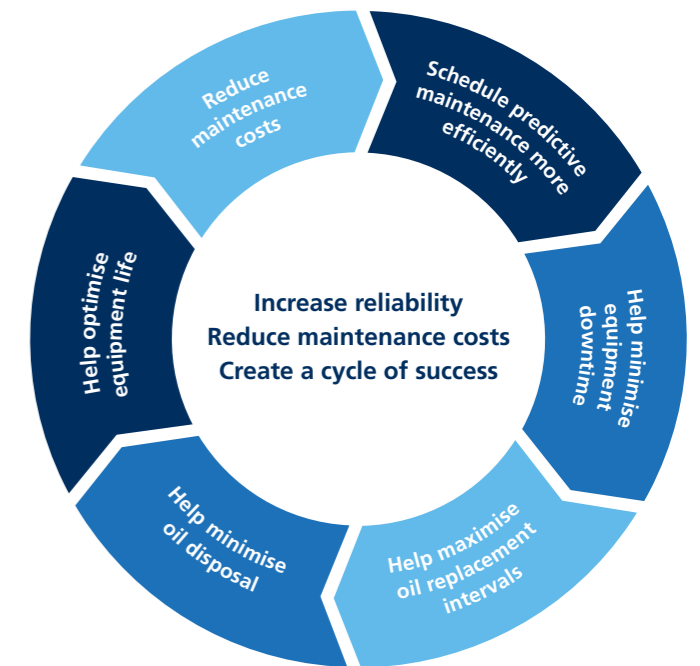 Reduce
maintenance
costs
Schedule predictive
maintenance more
efficiently
Help minimise
equipment
downtime
Help maximise
oil replacement
intervals
Help minimise
oil disposal
Help optimise
equipment life
Increase reliability
Reduce maintenance costs
Create a cycle of success